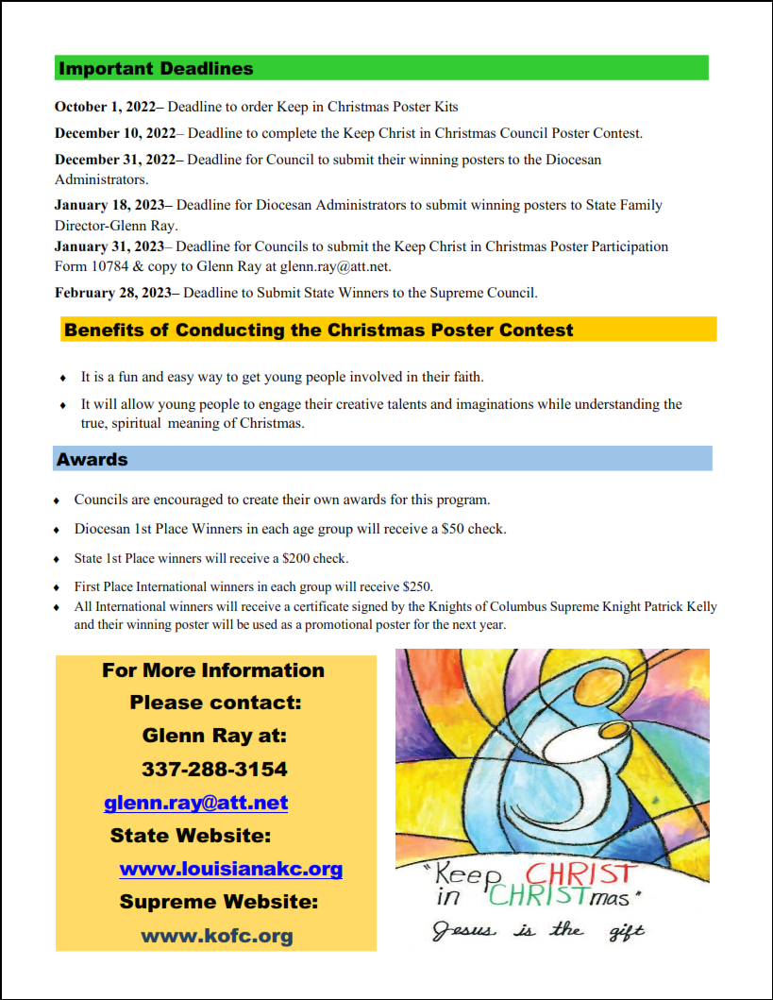 Important Deadlines
October 1, 2022– Deadline to order Keep in Christmas Poster Kits
December 10, 2022– Deadline to complete the Keep Christ in Christmas Council Poster Contest.
December 31, 2022– Deadline for Council to submit their winning posters to the Diocesan
Administrators.
January 18, 2023– Deadline for Diocesan Administrators to submit winning posters to State Family
Director-Glenn Ray.
January 31, 2023– Deadline for Councils to submit the Keep Christ in Christmas Poster Participation
Form 10784 & copy to Glenn Ray at glenn.ray@att.net.
February 28, 2023– Deadline to Submit State Winners to the Supreme Council.
Benefits of Conducting the Christmas Poster Contest
♦ It is a fun and easy way to get young people involved in their faith.
♦ It will allow young people to engage their creative talents and imaginations while understanding the
true, spiritual meaning of Christmas.
Awards
♦ Councils are encouraged to create their own awards for this program.
♦ Diocesan 1st Place Winners in each age group will receive a $50 check.
♦ State 1st Place winners will receive a $200 check.
♦ First Place International winners in each group will receive $250.
♦ All International winners will receive a certificate signed by the Knights of Columbus Supreme Knight Patrick Kelly
and their winning poster will be used as a promotional poster for the next year.
For More Information
Please contact:
Glenn Ray at:
337-288-3154
glenn.ray@att.net
State Website:
www.louisianakc.org
Supreme Website:
www.kofc.org
"Keep CHRIST
in CHRISTmas"
Jesus is the gift